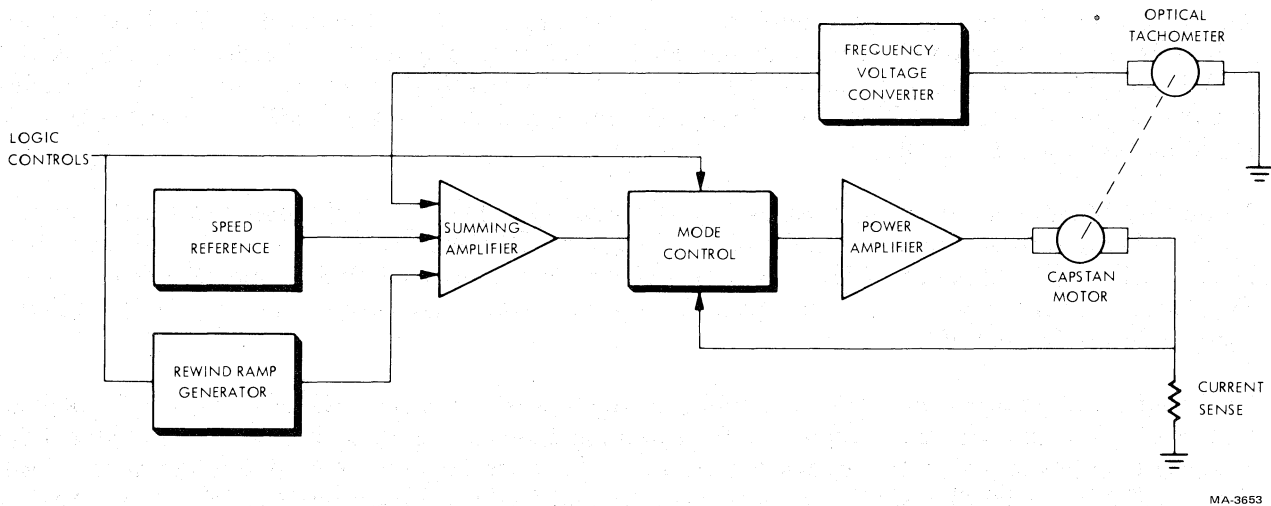 OPTICAL
TACHOMETER
FREGUENCY
VOLTAGE
CONVERTER
LOGIC
CONTROLS
SPEED
REFERENCE
SUMMING
AMPLIFIER
MODE
CONTROL
POWER
AMPLIFIER
CAPSTAN
MOTOR
REWIND RAMP
GENERATOR
CURRENT
SENSE
MA-3653